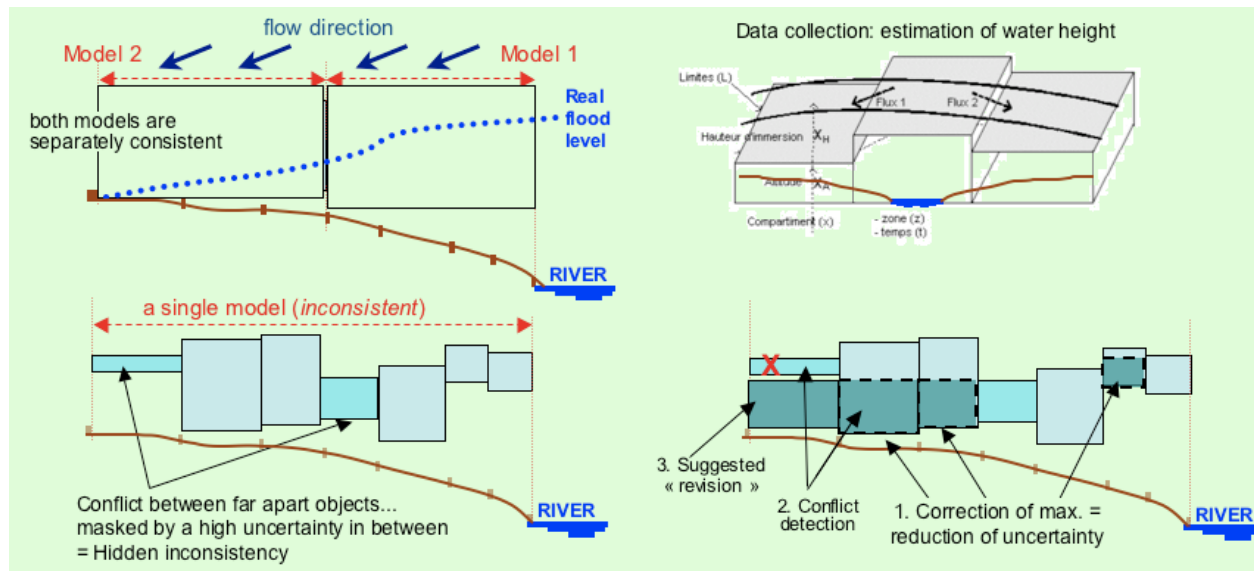 flow direction
Model 2
Model 1
both models are
separately consistent
Real
flood
level
RIVER
Data collection: estimation of water height
Limites (L)
Flux 1
Flux 2
Hauteur d'immersion
X_H
Altitude
X_A
Compartiment (x)
- zone (z)
- temps (t)
a single model (inconsistent)
Conflict between far apart objects...
masked by a high uncertainty in between
= Hidden inconsistency
RIVER
X
3. Suggested
« revision »
2. Conflict
detection
1. Correction of max. =
reduction of uncertainty
RIVER